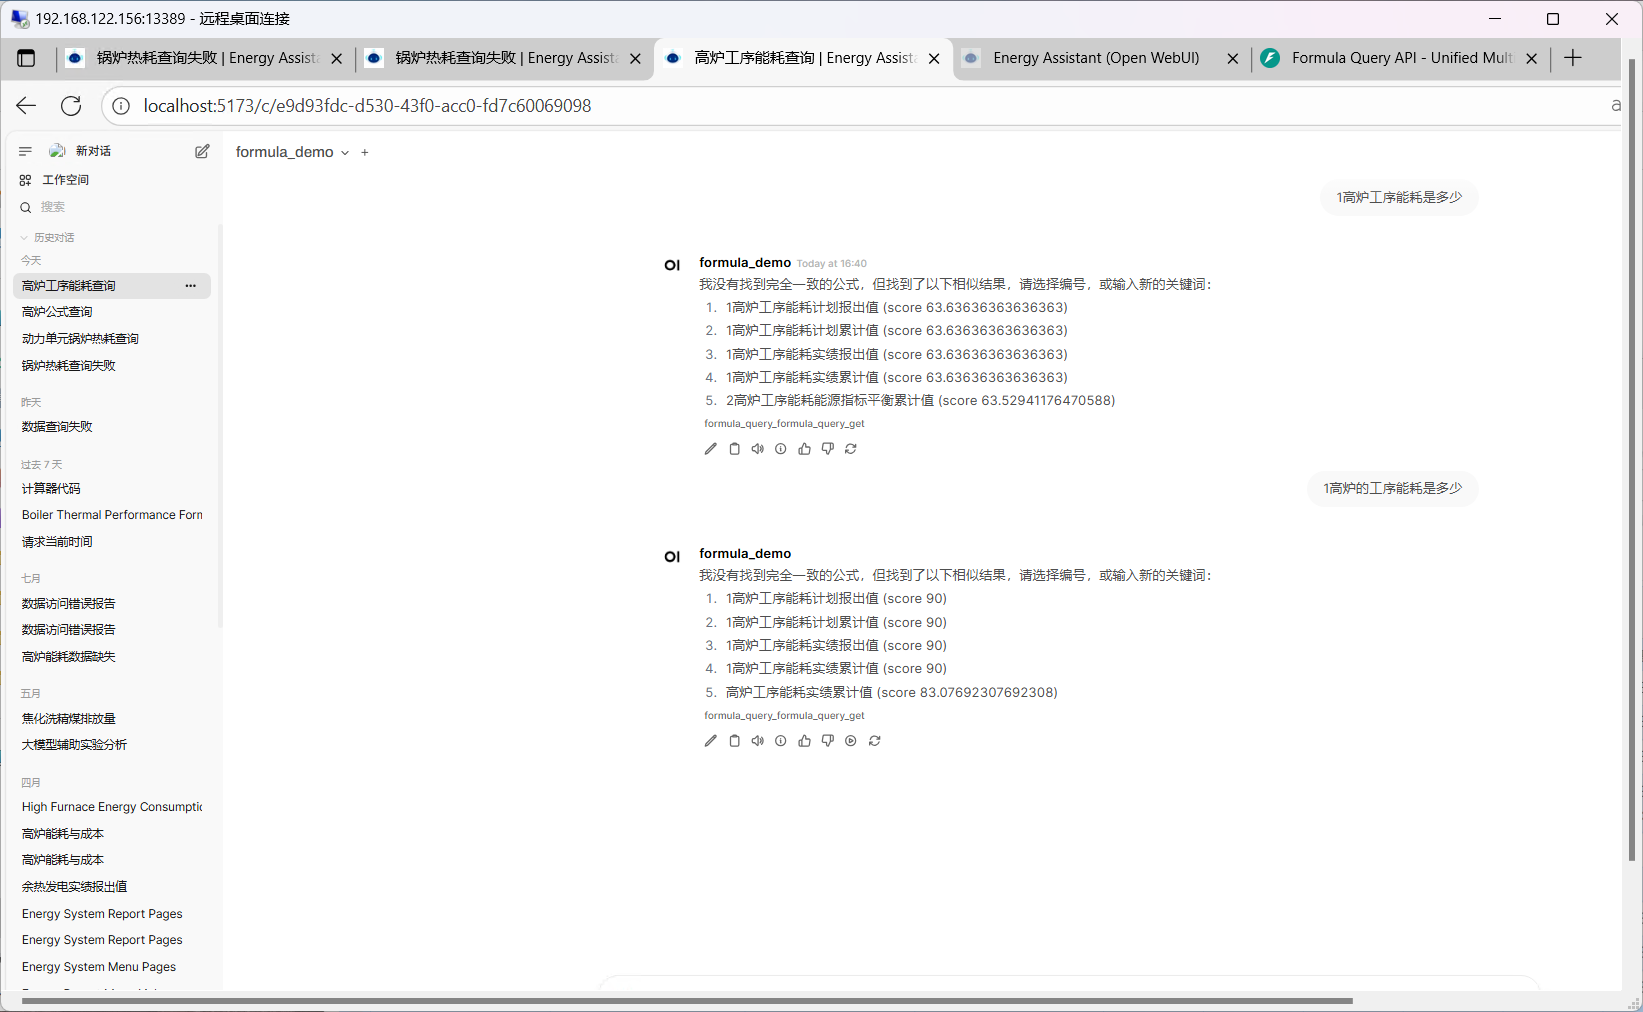 192.168.122.156:13389 - 远程桌面连接
锅炉热耗查询失败 | Energy Assista
锅炉热耗查询失败 | Energy Assista
高炉工序能耗查询 | Energy Assista
Energy Assistant (Open WebUI)
Formula Query API - Unified Mult
localhost:5173/c/e9d93fdc-d530-43f0-acc0-fd7c60069098
新对话
工作空间
搜索
历史对话
今天
高炉工序能耗查询
高炉公式查询
动力单元锅炉热耗查询
锅炉热耗查询失败
昨天
数据查询失败
过去 7 天
计算器代码
Boiler Thermal Performance Forn
请求当前时间
七月
数据访问错误报告
数据访问错误报告
高炉能耗数据缺失
五月
焦化洗精煤排放量
大模型辅助实验分析
四月
High Furnace Energy Consumptic
高炉能耗与成本
高炉能耗与成本
余热发电实绩报出值
Energy System Report Pages
Energy System Report Pages
Energy System Menu Pages
formula_demo
1高炉工序能耗是多少
OI
formula_demo Today at 16:40
我没有找到完全一致的公式，但找到了以下相似结果，请选择编号，或输入新的关键词：
1. 1高炉工序能耗计划报出值 (score 63.63636363636363)
2. 1高炉工序能耗计划累计值 (score 63.63636363636363)
3. 1高炉工序能耗实绩报出值 (score 63.63636363636363)
4. 1高炉工序能耗实绩累计值 (score 63.63636363636363)
5. 2高炉工序能耗能源指标平衡累计值 (score 63.52941176470588)
formula_query_formula_query_get
1高炉的工序能耗是多少
OI
formula_demo
我没有找到完全一致的公式，但找到了以下相似结果，请选择编号，或输入新的关键词：
1. 1高炉工序能耗计划报出值 (score 90)
2. 1高炉工序能耗计划累计值 (score 90)
3. 1高炉工序能耗实绩报出值 (score 90)
4. 1高炉工序能耗实绩累计值 (score 90)
5. 高炉工序能耗实绩累计值 (score 83.07692307692308)
formula_query_formula_query_get